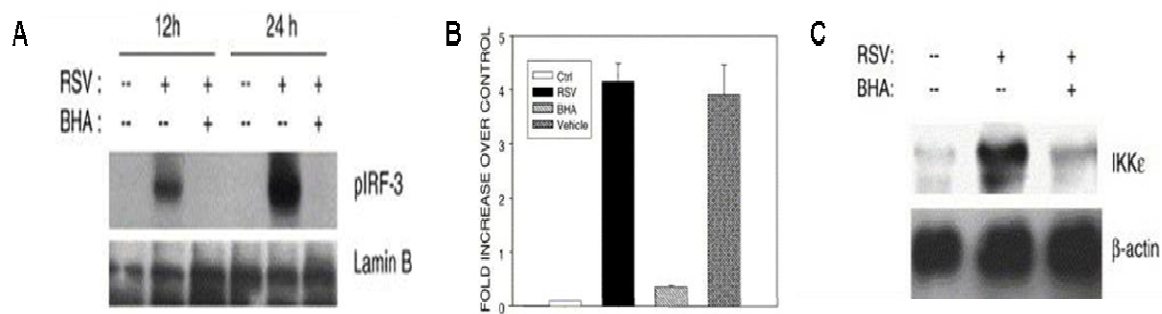 A
12h 24 h
RSV : -- + + -- + +
BHA : -- -- + -- -- +
pIRF-3
Lamin B
B
FOLD INCREASE OVER CONTROL
5
4
3
2
1
0
Ctrl
RSV
BHA
Vehicle
C
RSV: -- + +
BHA: -- -- +
IKKε
β-actin